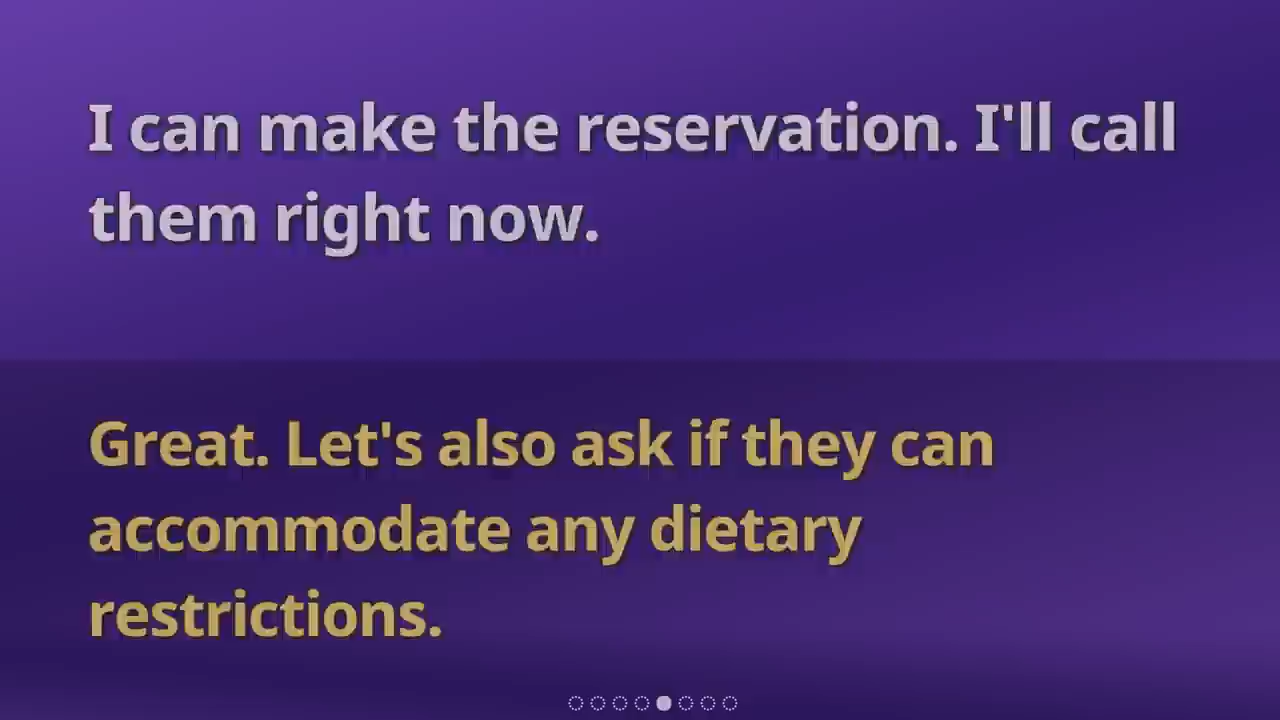 I can make the reservation. I'll call
them right now.
Great. Let's also ask if they can
accommodate any dietary
restrictions.